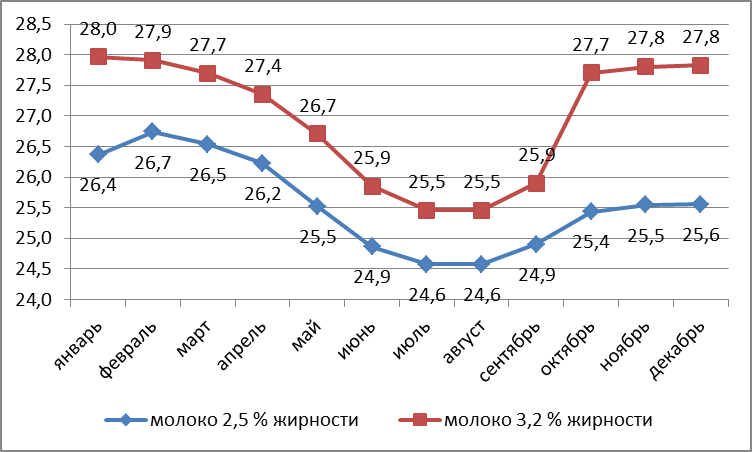 28,5
28,0
27,5
27,0
26,5
26,0
25,5
25,0
24,5
24,0
28,0 27,9 27,7 27,4 26,7 25,9 25,5 25,5 25,9 27,7 27,8 27,8
26,4 26,7 26,5 26,2 25,5 24,9 24,6 24,6 24,9 25,4 25,5 25,6
январь февраль март апрель май июнь июль август сентябрь октябрь ноябрь декабрь
молоко 2,5 % жирности молоко 3,2 % жирности